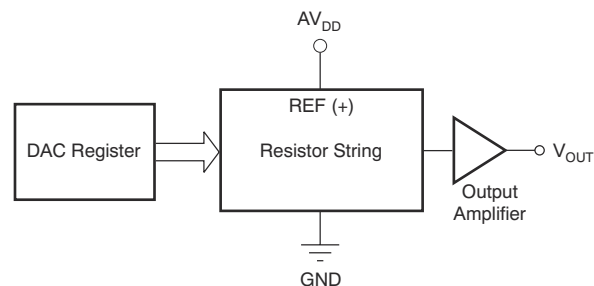 AVDD
REF (+)
DAC Register
Resistor String
VOUT
Output
Amplifier
GND